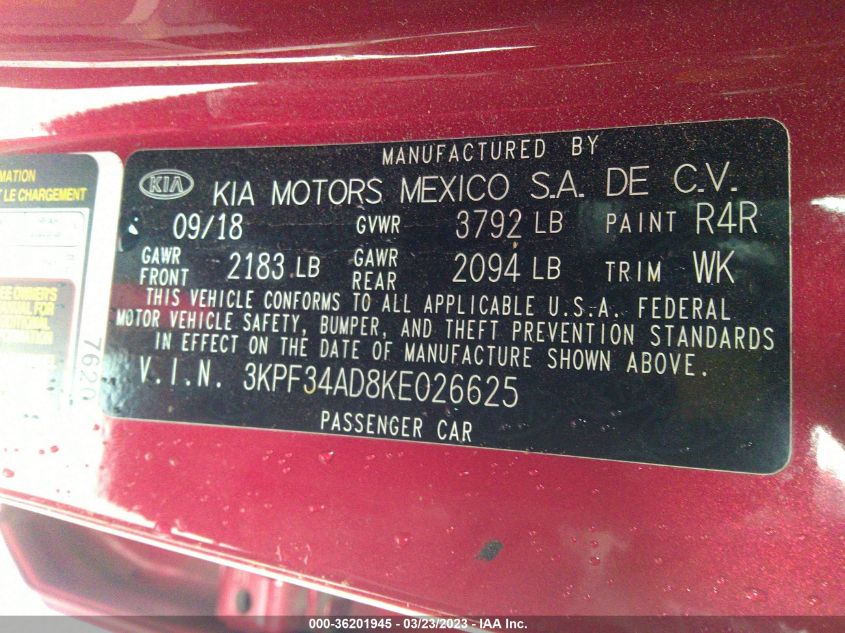 MANUFACTURED BY
KIA KIA MOTORS MEXICO S.A. DE C.V.
09/18 GVWR 3792 LB PAINT R4R
GAWR FRONT 2183 LB GAWR REAR 2094 LB TRIM WK
THIS VEHICLE CONFORMS TO ALL APPLICABLE U.S.A. FEDERAL
MOTOR VEHICLE SAFETY, BUMPER, AND THEFT PREVENTION STANDARDS
IN EFFECT ON THE DATE OF MANUFACTURE SHOWN ABOVE.
V.I.N. 3KPF34AD8KE026625
PASSENGER CAR
LE CHARGEMENT
OWNER'S
FOR
7620
000-36201945 - 03/23/2023 - IAA Inc.